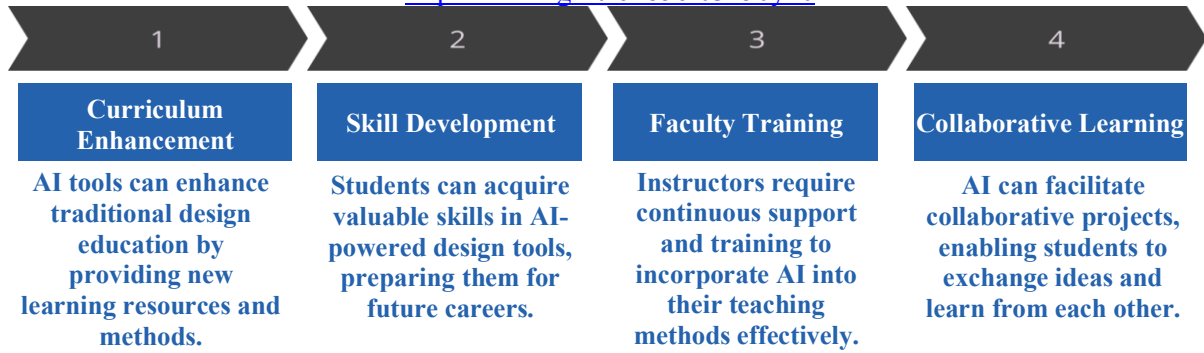 1
2
3
4
Curriculum
Enhancement
AI tools can enhance
traditional design
education by
providing new
learning resources and
methods.
Skill Development
Students can acquire
valuable skills in AI-
powered design tools,
preparing them for
future careers.
Faculty Training
Instructors require
continuous support
and training to
incorporate AI into
their teaching
methods effectively.
Collaborative Learning
AI can facilitate
collaborative projects,
enabling students to
exchange ideas and
learn from each other.